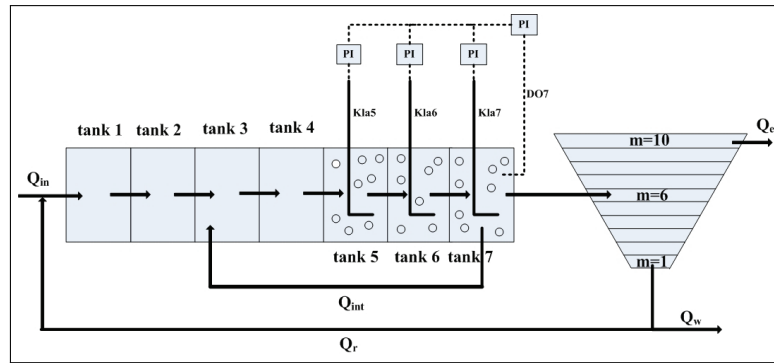 PI
PI PI PI
Kla5 Kla6 Kla7 DO7
tank 1 tank 2 tank 3 tank 4
Qe
m=10
Qin
m=6
tank 5 tank 6 tank 7
m=1
Qint
Qw
Qr